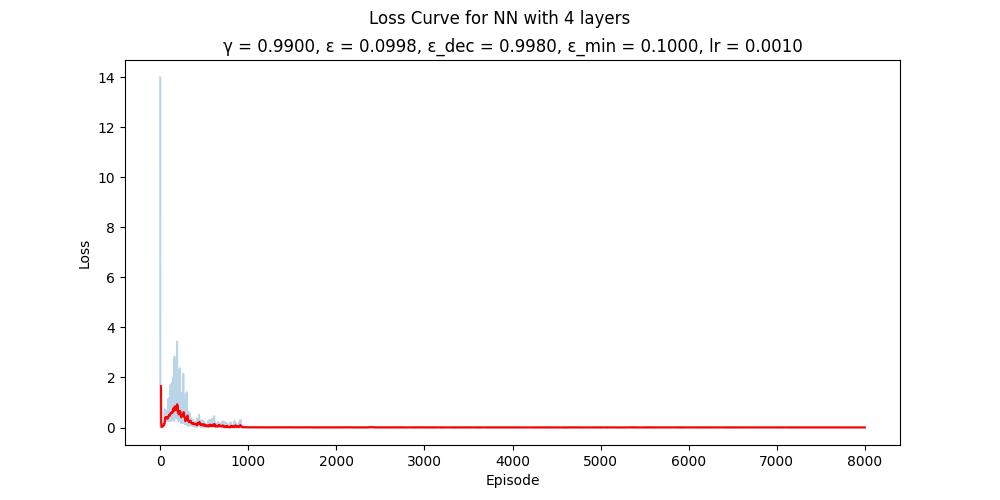 Loss Curve for NN with 4 layers
γ = 0.9900, ε = 0.0998, ε_dec = 0.9980, ε_min = 0.1000, lr = 0.0010
14
12
10
8
6
4
2
0
Loss
0 1000 2000 3000 4000 5000 6000 7000 8000
Episode